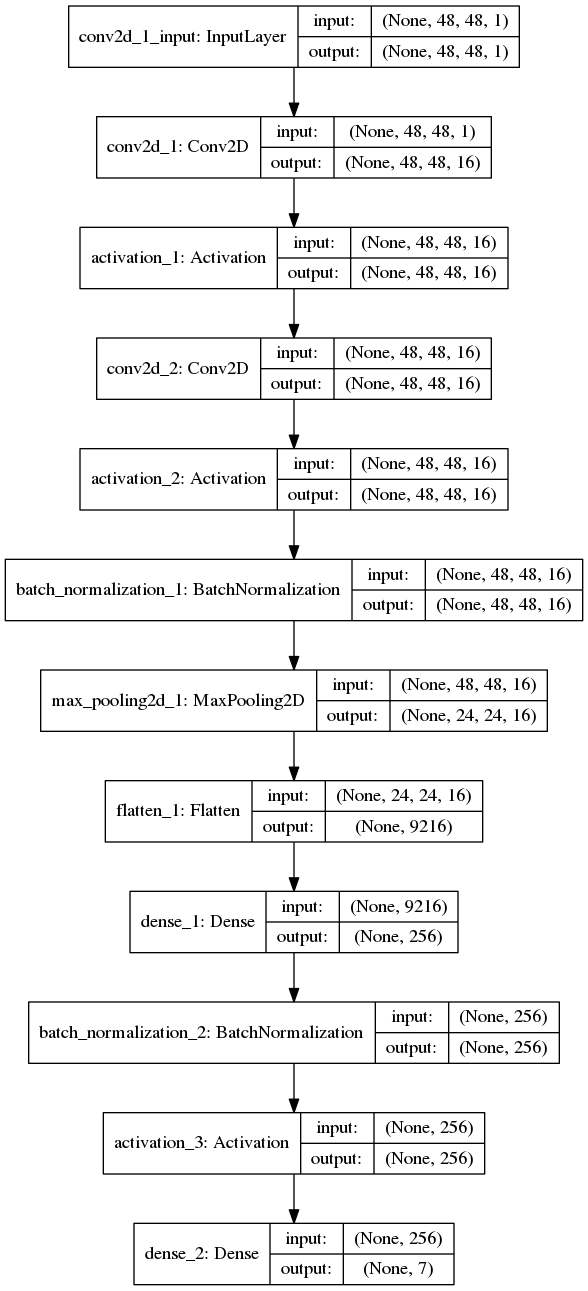 conv2d_1_input: InputLayer
input: (None, 48, 48, 1)
output: (None, 48, 48, 1)
conv2d_1: Conv2D
input: (None, 48, 48, 1)
output: (None, 48, 48, 16)
activation_1: Activation
input: (None, 48, 48, 16)
output: (None, 48, 48, 16)
conv2d_2: Conv2D
input: (None, 48, 48, 16)
output: (None, 48, 48, 16)
activation_2: Activation
input: (None, 48, 48, 16)
output: (None, 48, 48, 16)
batch_normalization_1: BatchNormalization
input: (None, 48, 48, 16)
output: (None, 48, 48, 16)
max_pooling2d_1: MaxPooling2D
input: (None, 48, 48, 16)
output: (None, 24, 24, 16)
flatten_1: Flatten
input: (None, 24, 24, 16)
output: (None, 9216)
dense_1: Dense
input: (None, 9216)
output: (None, 256)
batch_normalization_2: BatchNormalization
input: (None, 256)
output: (None, 256)
activation_3: Activation
input: (None, 256)
output: (None, 256)
dense_2: Dense
input: (None, 256)
output: (None, 7)